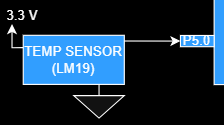 3.3 V
TEMP SENSOR
(LM19)
P5.0